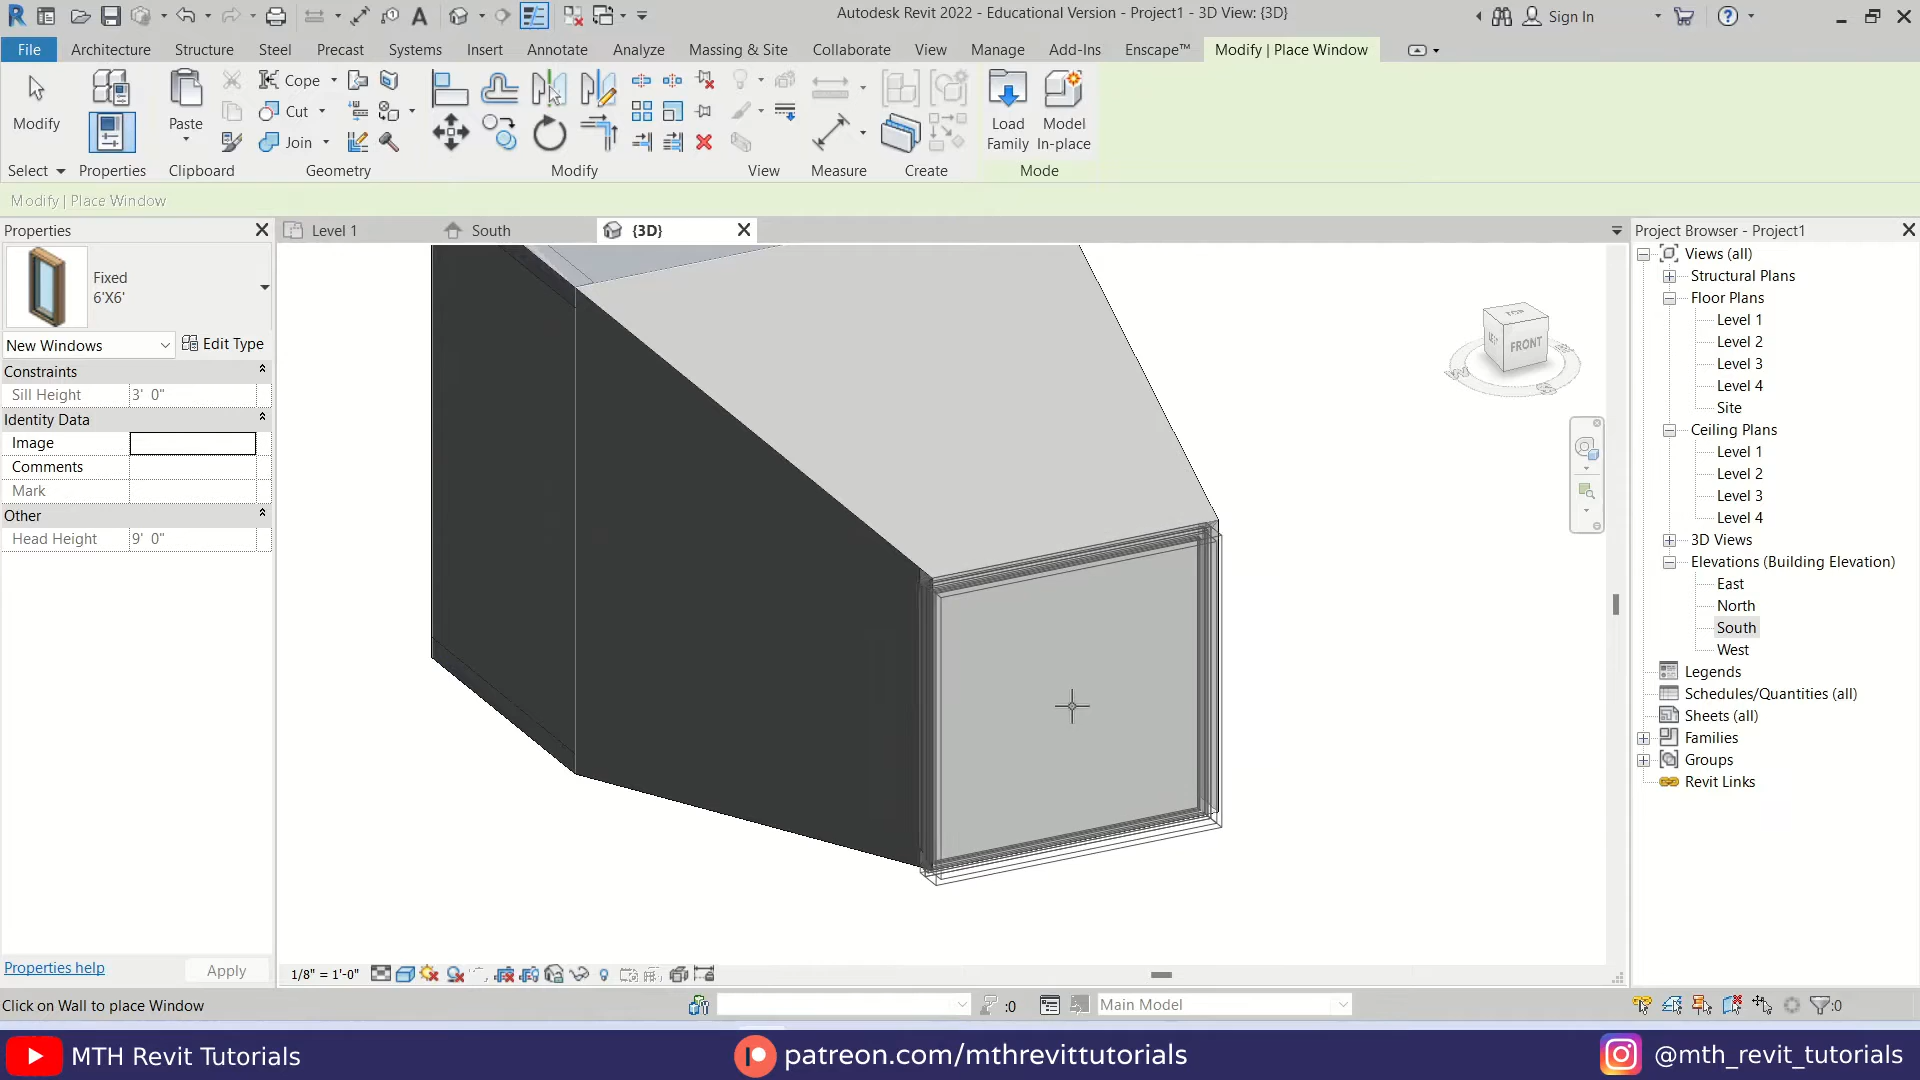 Autodesk Revit 2022 - Educational Version - Project1 - 3D View: {3D}
Sign In
File
Architecture
Structure
Steel
Precast
Systems
Insert
Annotate
Analyze
Massing & Site
Collaborate
View
Manage
Add-Ins
Enscape™
Modify | Place Window
Modify
Paste
Cope
Cut
Join
Load
Family
Model
In-place
Select
Properties
Clipboard
Geometry
Modify
View
Measure
Create
Mode
Modify | Place Window
Properties
Fixed
6'X6'
New Windows
Edit Type
Constraints
Sill Height 3' 0"
Identity Data
Image
Comments
Mark
Other
Head Height 9' 0"
Properties help
Apply
Level 1
South
{3D}
TOP
FRONT
W
S
1/8" = 1'-0"
Project Browser - Project1
Views (all)
Structural Plans
Floor Plans
Level 1
Level 2
Level 3
Level 4
Site
Ceiling Plans
Level 1
Level 2
Level 3
Level 4
3D Views
Elevations (Building Elevation)
East
North
South
West
Legends
Schedules/Quantities (all)
Sheets (all)
Families
Groups
Revit Links
Click on Wall to place Window
:0
Main Model
:0
MTH Revit Tutorials
patreon.com/mthrevittutorials
@mth_revit_tutorials